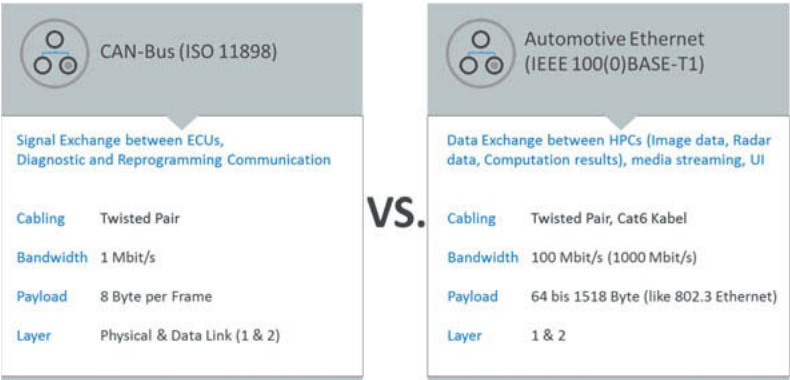 CAN-Bus (ISO 11898)
Signal Exchange between ECUs,
Diagnostic and Reprogramming Communication
Cabling Twisted Pair
Bandwidth 1 Mbit/s
Payload 8 Byte per Frame
Layer Physical & Data Link (1 & 2)
VS.
Automotive Ethernet
(IEEE 100(0)BASE-T1)
Data Exchange between HPCs (Image data, Radar
data, Computation results), media streaming, UI
Cabling Twisted Pair, Cat6 Kabel
Bandwidth 100 Mbit/s (1000 Mbit/s)
Payload 64 bis 1518 Byte (like 802.3 Ethernet)
Layer 1 & 2